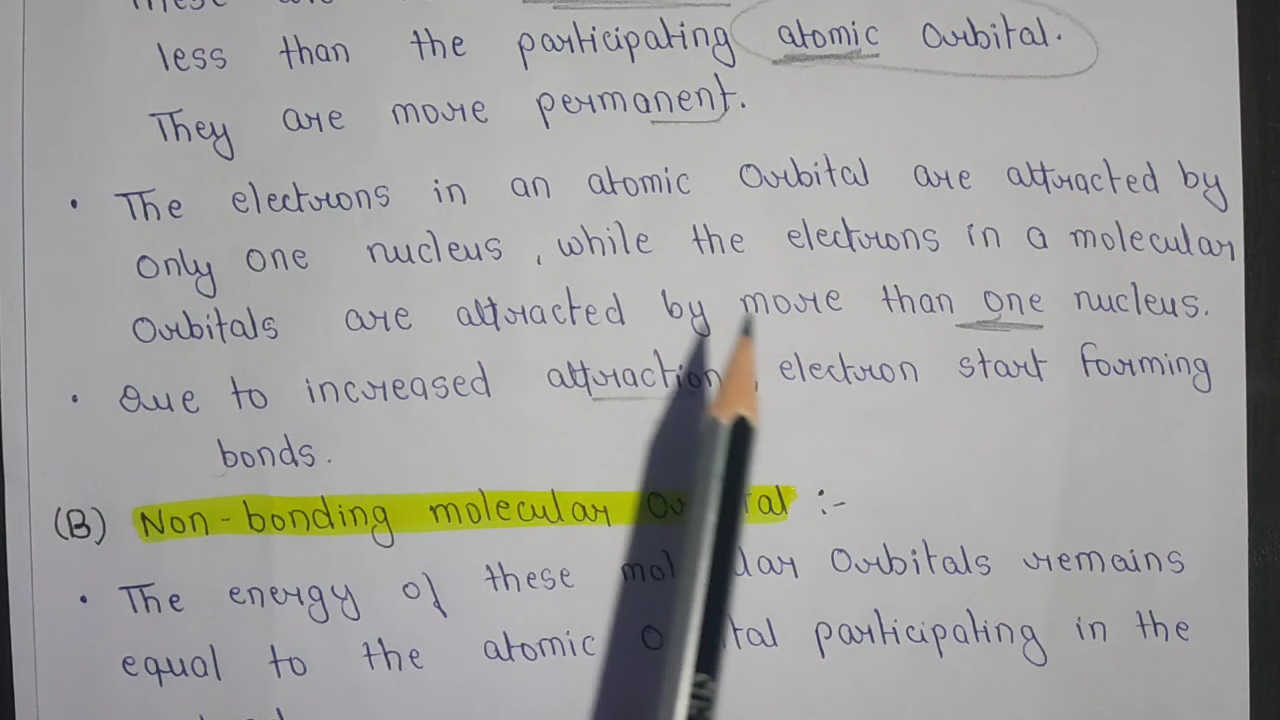 less than the participating atomic orbital.
They are more permanent.
• The electrons in an atomic orbital are attracted by
only one nucleus, while the electrons in a molecular
orbitals are attracted by more than one nucleus.
• Due to increased attraction, electron start forming
bonds.
(B) Non-bonding molecular :-
• The energy of these orbitals remains
equal to the atomic participating in the